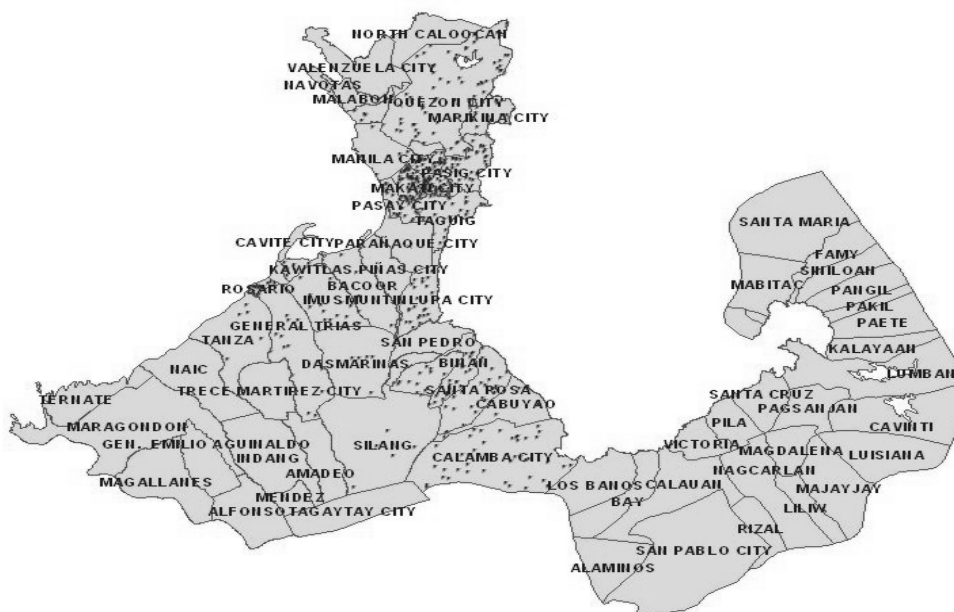 NORTH CALOOCAN
VALENZUELA CITY
NAVOTAS
MALABON
QUEZON CITY
MARIKINA CITY
MANILA CITY
PASIG CITY
MAKATI CITY
PASAY CITY
TAGUIG
CAVITE CITY
PARAÑAQUE CITY
KAWIT
LAS PIÑAS CITY
BACOOR
ROSARIO
IMUS
MUNTINLUPA CITY
GENERAL TRIAS
TANZA
SAN PEDRO
DASMARINAS
BINAN
NAIC
TRECE MARTIREZ CITY
SANTA ROSA
CABUYAO
TERNATE
MARAGONDON
GEN. EMILIO AGUINALDO
SILANG
INDANG
CALAMBA CITY
AMADEO
MAGALLANES
MENDEZ
ALFONSO
TAGAYTAY CITY
SANTA MARIA
FAMY
SINILOAN
MABITAC
PANGIL
PAKIL
PAETE
KALAYAAN
LUMBAN
SANTA CRUZ
PAGSANJAN
CAVINTI
PILA
VICTORIA
MAGDALENA
LUISIANA
NAGCARLAN
LOS BANOS
CALAUAN
MAJAYJAY
BAY
LILIW
RIZAL
SAN PABLO CITY
ALAMINOS